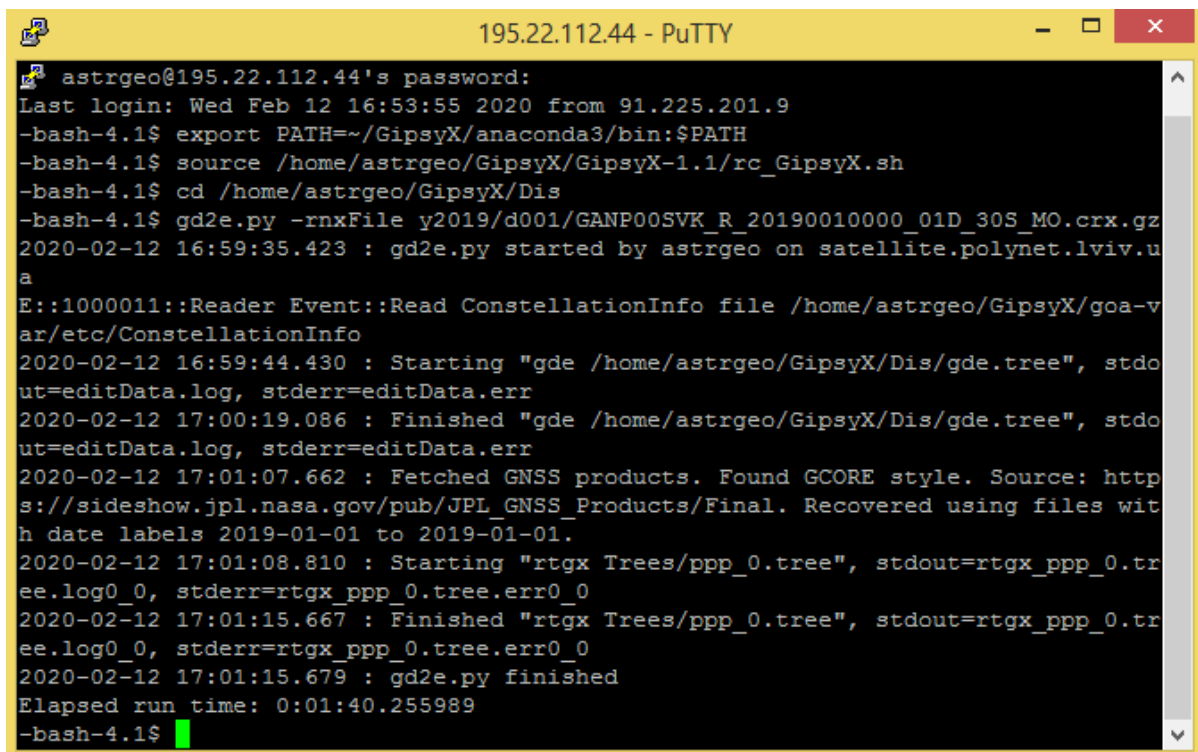 195.22.112.44 - PuTTY
astrgeo@195.22.112.44's password:
Last login: Wed Feb 12 16:53:55 2020 from 91.225.201.9
-bash-4.1$ export PATH=~/GipsyX/anaconda3/bin:$PATH
-bash-4.1$ source /home/astrgeo/GipsyX/GipsyX-1.1/rc_GipsyX.sh
-bash-4.1$ cd /home/astrgeo/GipsyX/Dis
-bash-4.1$ gd2e.py -rnxFile y2019/d001/GANP00SVK_R_20190010000_01D_30S_MO.crx.gz
2020-02-12 16:59:35.423 : gd2e.py started by astrgeo on satellite.polynet.lviv.u
a
E::1000011::Reader Event::Read ConstellationInfo file /home/astrgeo/GipsyX/goa-v
ar/etc/ConstellationInfo
2020-02-12 16:59:44.430 : Starting "gde /home/astrgeo/GipsyX/Dis/gde.tree", stdo
ut=editData.log, stderr=editData.err
2020-02-12 17:00:19.086 : Finished "gde /home/astrgeo/GipsyX/Dis/gde.tree", stdo
ut=editData.log, stderr=editData.err
2020-02-12 17:01:07.662 : Fetched GNSS products. Found GCORE style. Source: http
s://sideshow.jpl.nasa.gov/pub/JPL_GNSS_Products/Final. Recovered using files wit
h date labels 2019-01-01 to 2019-01-01.
2020-02-12 17:01:08.810 : Starting "rtgx Trees/ppp_0.tree", stdout=rtgx_ppp_0.tr
ee.log0_0, stderr=rtgx_ppp_0.tree.err0_0
2020-02-12 17:01:15.667 : Finished "rtgx Trees/ppp_0.tree", stdout=rtgx_ppp_0.tr
ee.log0_0, stderr=rtgx_ppp_0.tree.err0_0
2020-02-12 17:01:15.679 : gd2e.py finished
Elapsed run time: 0:01:40.255989
-bash-4.1$